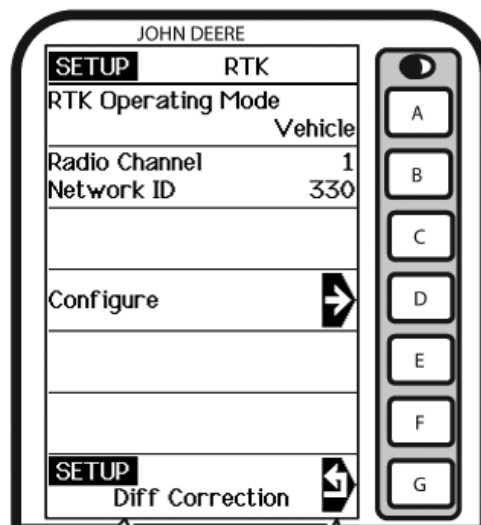 JOHN DEERE
SETUP RTK
RTK Operating Mode
Vehicle
A
Radio Channel 1
Network ID 330
B
C
Configure
D
E
F
SETUP
Diff Correction
G